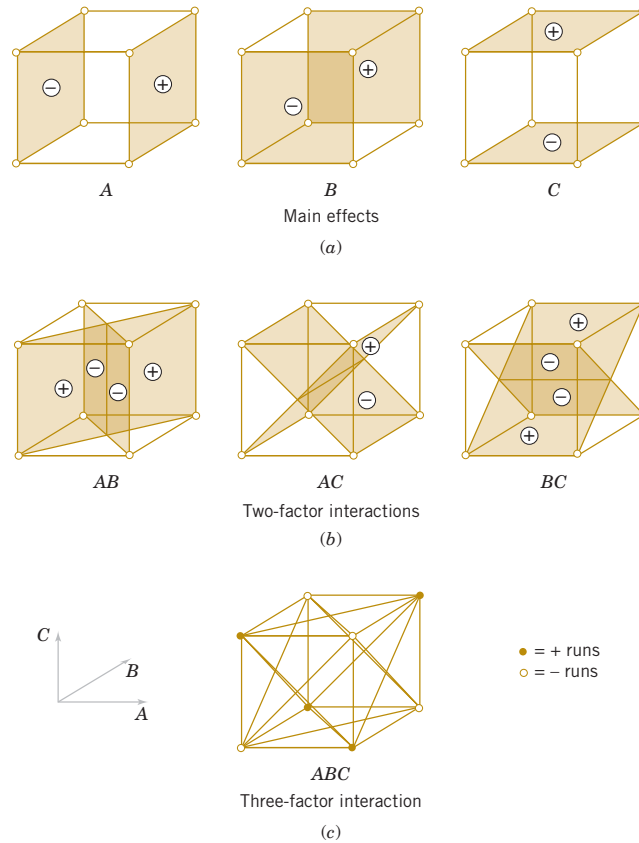 − + − + + −
A B C
Main effects
(a)
+ − − + + − + − − +
AB AC BC
Two-factor interactions
(b)
C
B
A
● = + runs
○ = − runs
ABC
Three-factor interaction
(c)